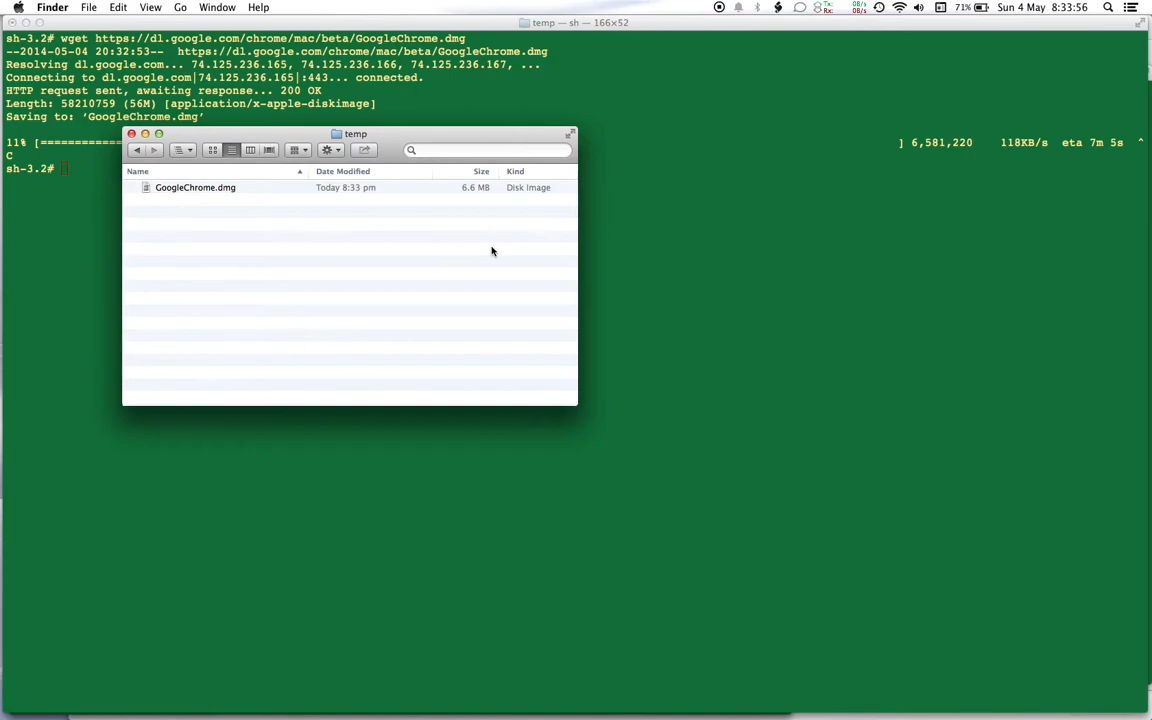 Finder File Edit View Go Window Help Tx: Rx: 0B/s 0B/s 71% Sun 4 May 8:33:56
temp — sh — 166×52
sh-3.2# wget https://dl.google.com/chrome/mac/beta/GoogleChrome.dmg
--2014-05-04 20:32:53--  https://dl.google.com/chrome/mac/beta/GoogleChrome.dmg
Resolving dl.google.com... 74.125.236.165, 74.125.236.166, 74.125.236.167, ...
Connecting to dl.google.com|74.125.236.165|:443... connected.
HTTP request sent, awaiting response... 200 OK
Length: 58210759 (56M) [application/x-apple-diskimage]
Saving to: ‘GoogleChrome.dmg’
11% [============ ] 6,581,220 118KB/s eta 7m 5s ^
C
sh-3.2#
temp
Name Date Modified Size Kind
GoogleChrome.dmg Today 8:33 pm 6.6 MB Disk Image